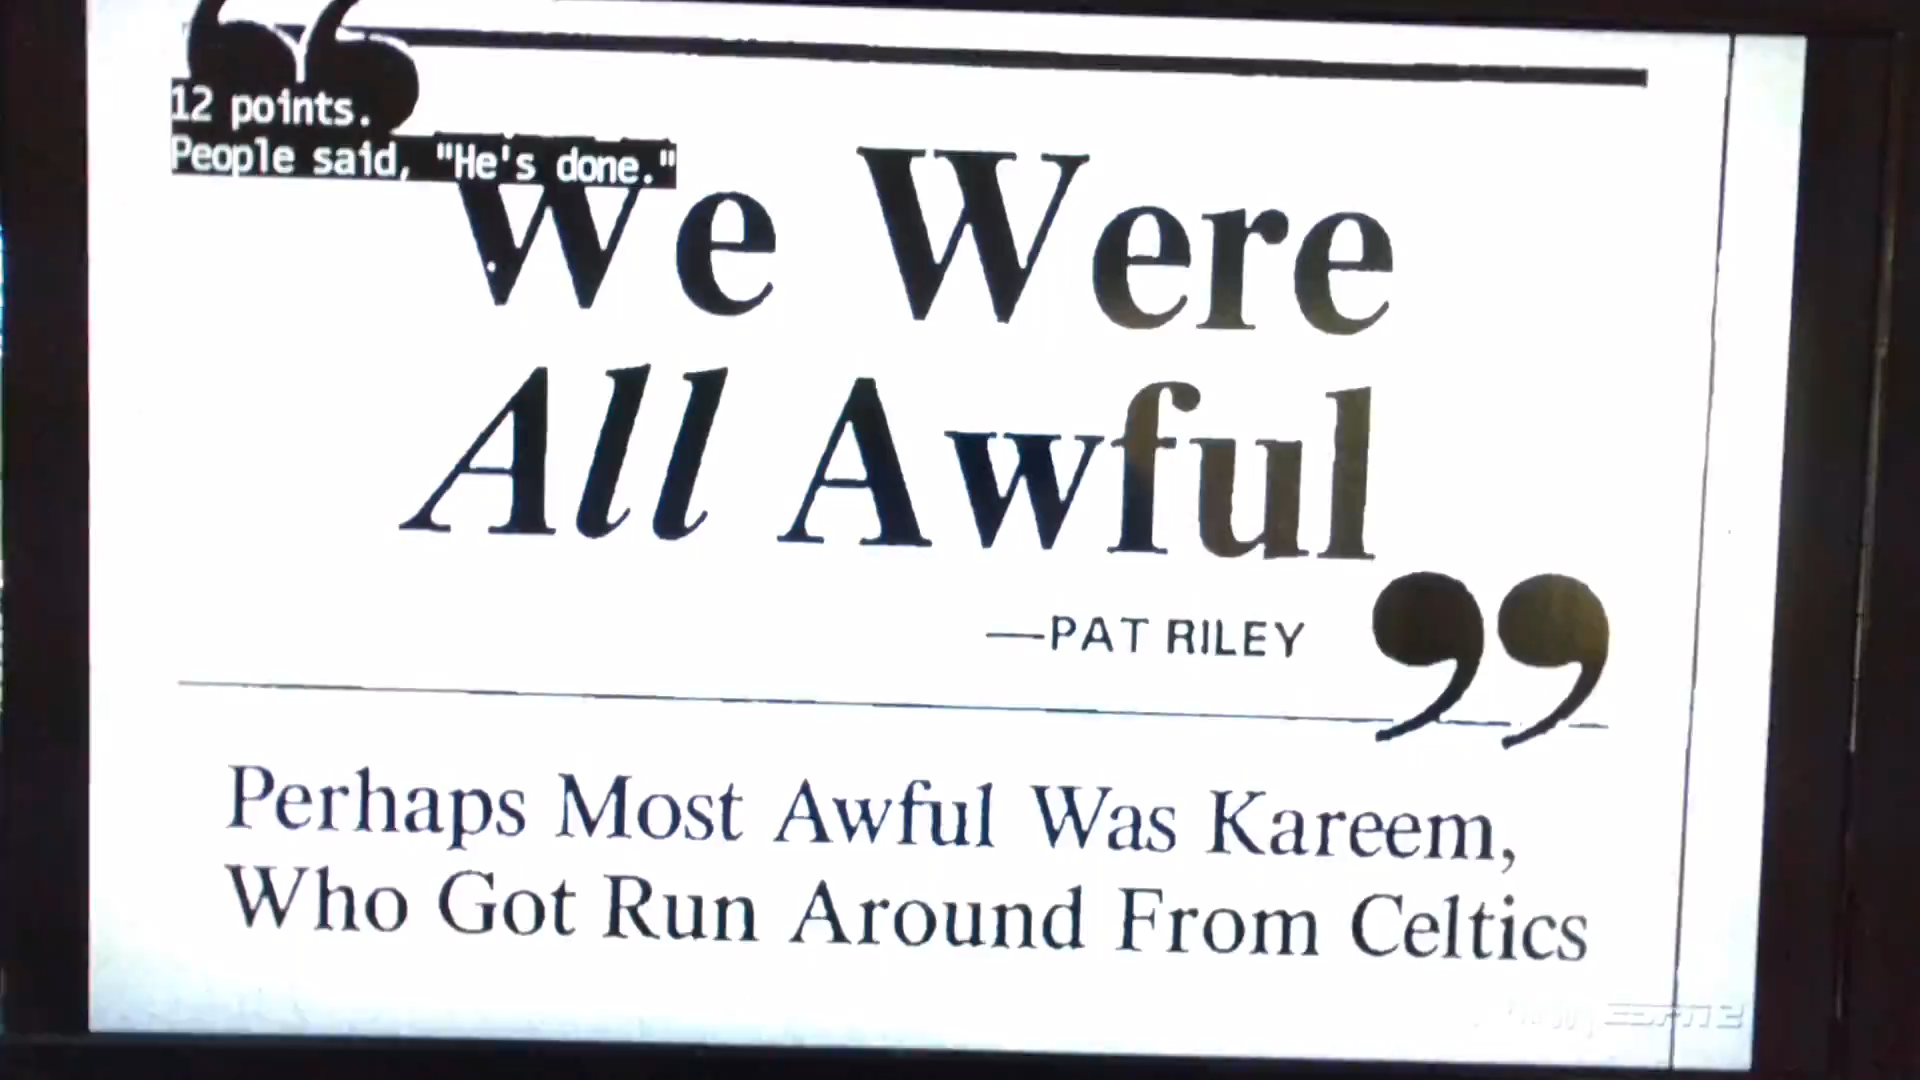 12 points.
People said, "He's done."
“We Were
All Awful
—PAT RILEY ”
Perhaps Most Awful Was Kareem,
Who Got Run Around From Celtics
ESPN2